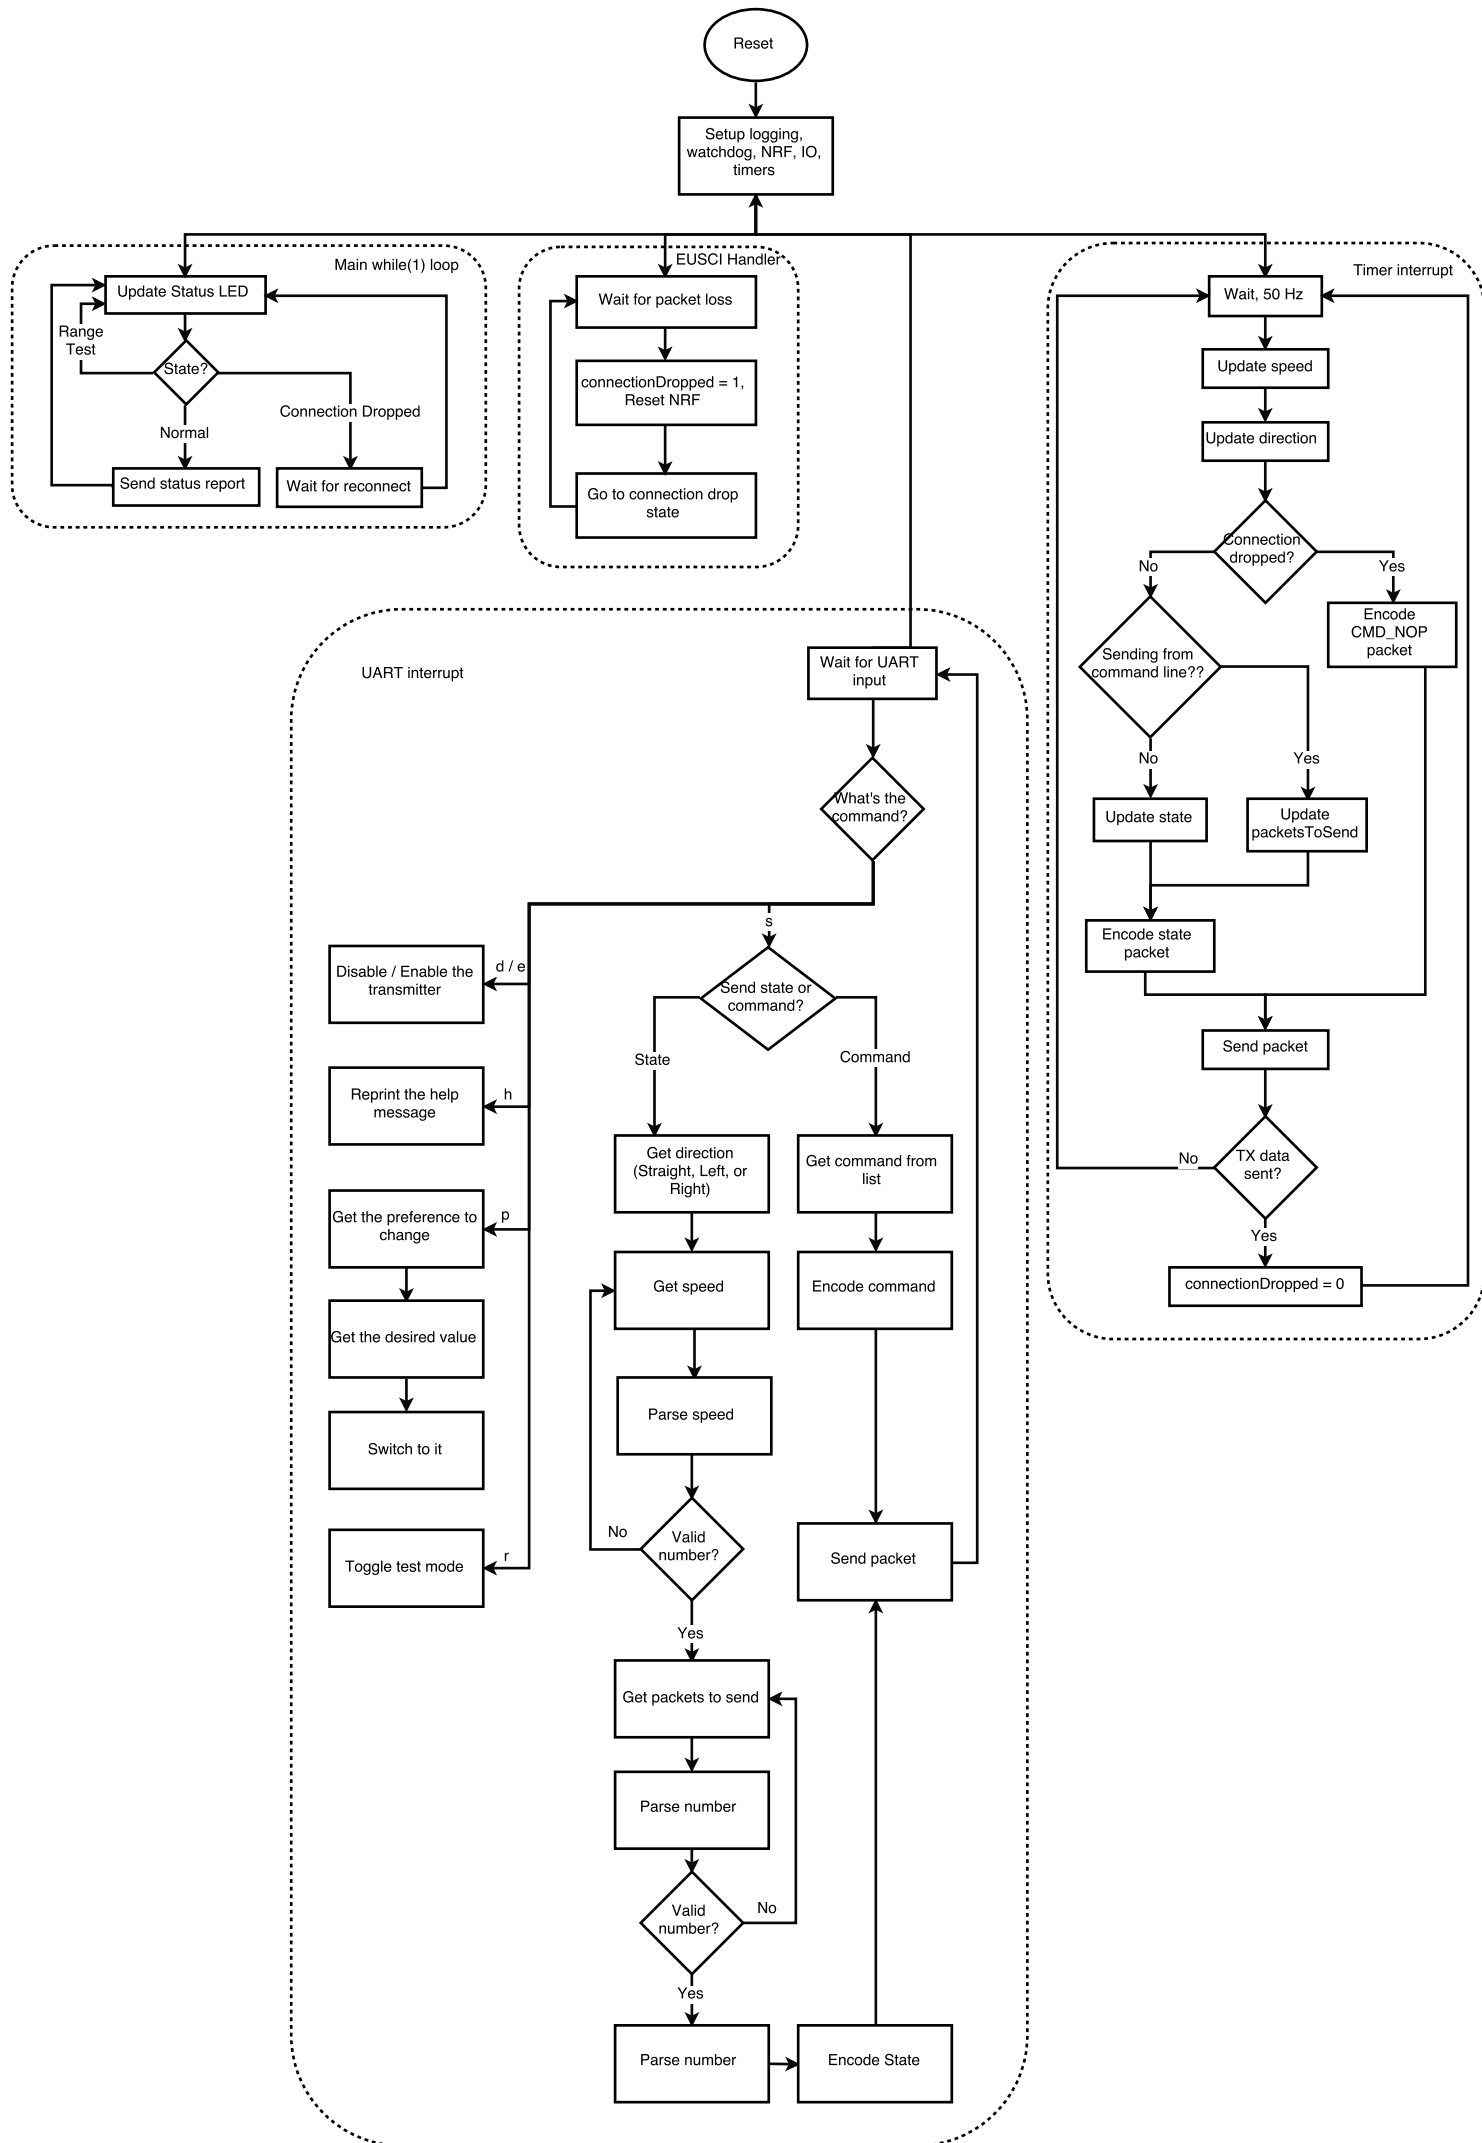 Reset
Setup logging,
watchdog, NRF, IO,
timers
Main while(1) loop
Update Status LED
Range
Test
State?
Connection Dropped
Normal
Send status report
Wait for reconnect
EUSCI Handler
Wait for packet loss
connectionDropped = 1,
Reset NRF
Go to connection drop
state
Timer interrupt
Wait, 50 Hz
Update speed
Update direction
Connection
dropped?
No
Yes
Encode
CMD_NOP
packet
Sending from
command line??
No
Yes
Update state
Update
packetsToSend
Encode state
packet
Send packet
TX data
sent?
No
Yes
connectionDropped = 0
UART interrupt
Wait for UART
input
What's the
command?
s
d / e
Disable / Enable the
transmitter
h
Reprint the help
message
p
Get the preference to
change
Get the desired value
Switch to it
r
Toggle test mode
Send state or
command?
State
Command
Get direction
(Straight, Left, or
Right)
Get command from
list
Get speed
Encode command
Parse speed
Valid
number?
No
Yes
Send packet
Get packets to send
Parse number
Valid
number?
No
Yes
Parse number
Encode State